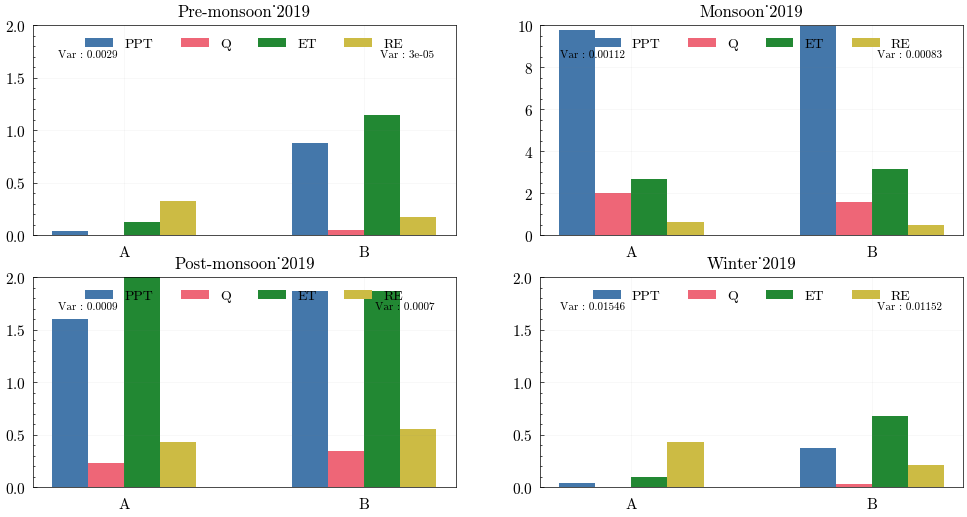 Pre-monsoon˙2019
2.0
1.5
1.0
0.5
0.0
PPT Q ET RE
Var : 0.0029 Var : 3e-05
A B
Monsoon˙2019
10
8
6
4
2
0
PPT Q ET RE
Var : 0.00112 Var : 0.00083
A B
Post-monsoon˙2019
2.0
1.5
1.0
0.5
0.0
PPT Q ET RE
Var : 0.0009 Var : 0.0007
A B
Winter˙2019
2.0
1.5
1.0
0.5
0.0
PPT Q ET RE
Var : 0.01546 Var : 0.01152
A B